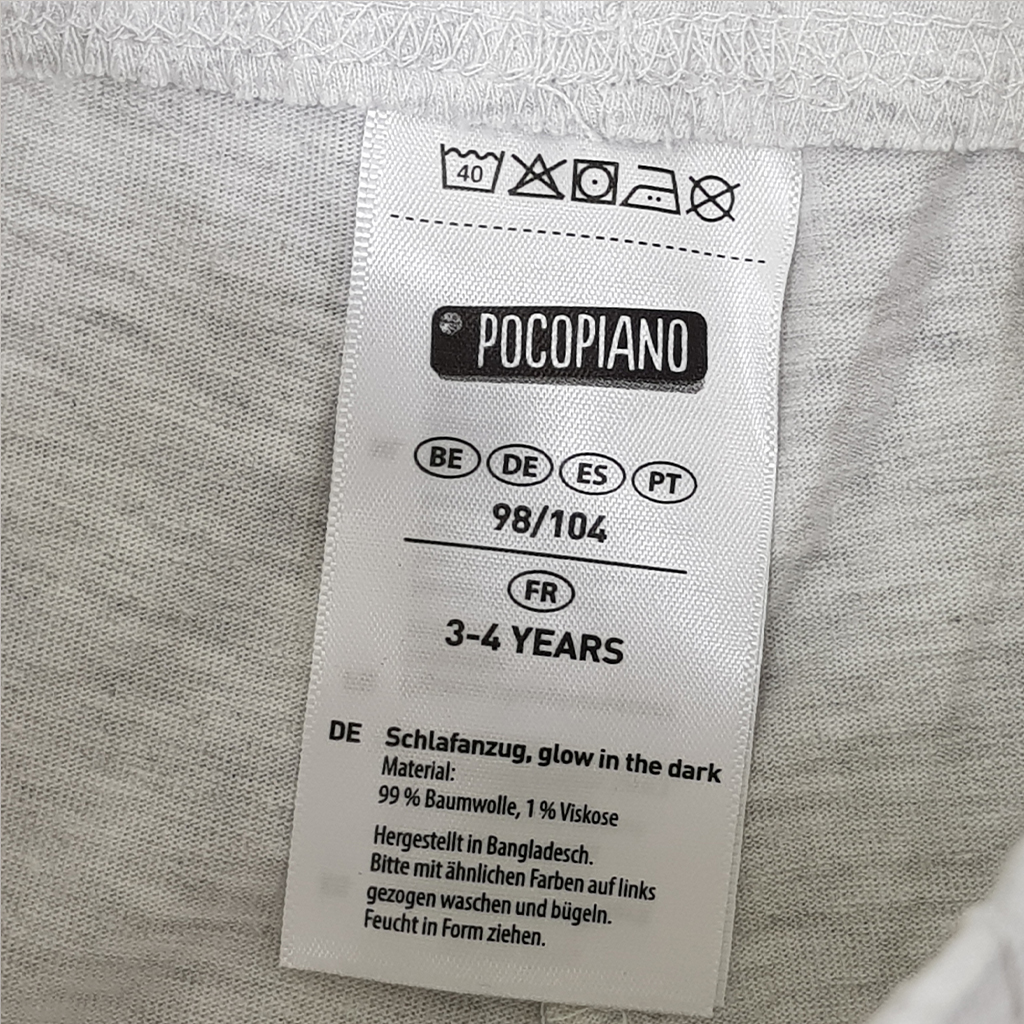 40
POCOPIANO
BE DE ES PT
98/104
FR
3-4 YEARS
DE Schlafanzug, glow in the dark
Material:
99 % Baumwolle, 1 % Viskose
Hergestellt in Bangladesch.
Bitte mit ähnlichen Farben auf links
gezogen waschen und bügeln.
Feucht in Form ziehen.